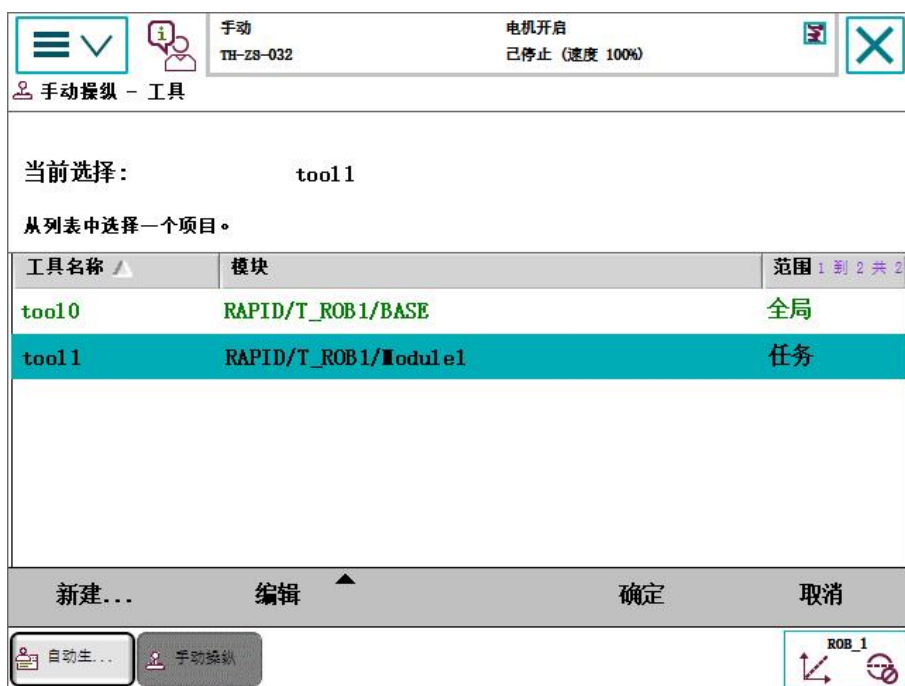 手动 电机开启
TH-ZS-032 已停止 (速度 100%)
手动操纵 - 工具
当前选择: tool1
从列表中选择一个项目。
工具名称 模块 范围 1 到 2 共 2
tool0 RAPID/T_ROB1/BASE 全局
tool1 RAPID/T_ROB1/Module1 任务
新建... 编辑 确定 取消
自动生... 手动操纵 ROB_1